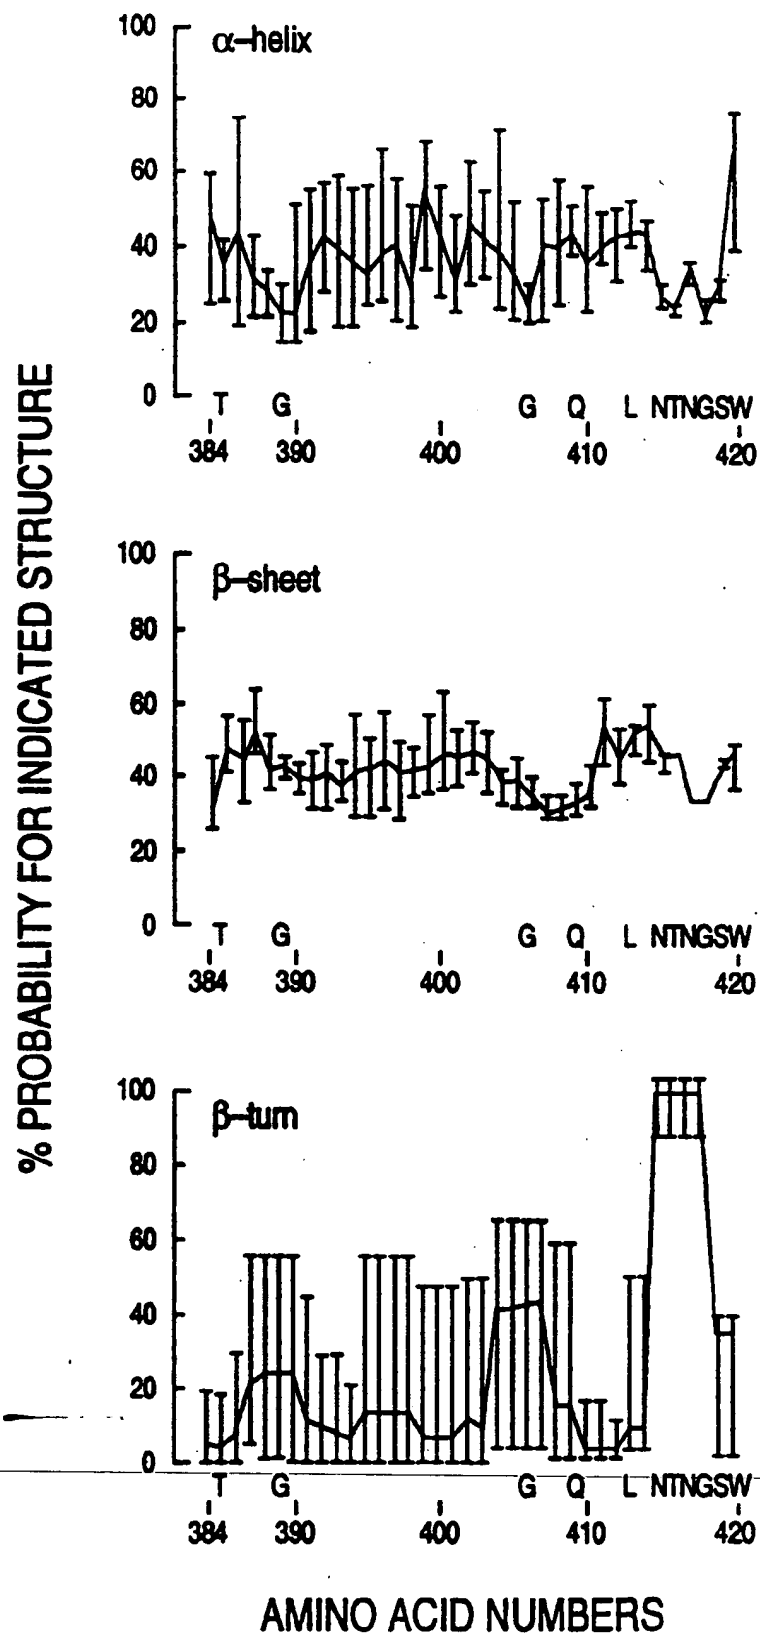 % PROBABILITY FOR INDICATED STRUCTURE
α-helix
100
80
60
40
20
0
T G G Q L NTNGSW
384 390 400 410 420
β-sheet
100
80
60
40
20
0
T G G Q L NTNGSW
384 390 400 410 420
β-turn
100
80
60
40
20
0
T G G Q L NTNGSW
384 390 400 410 420
AMINO ACID NUMBERS